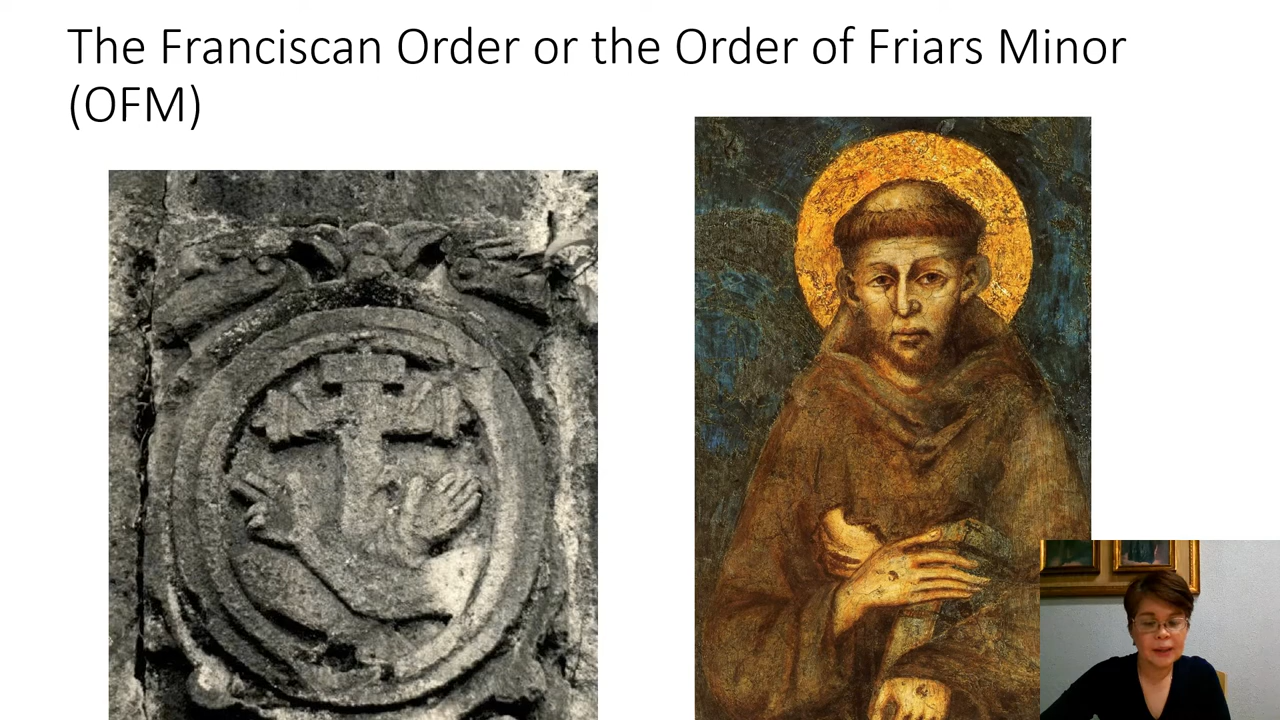 The Franciscan Order or the Order of Friars Minor
(OFM)